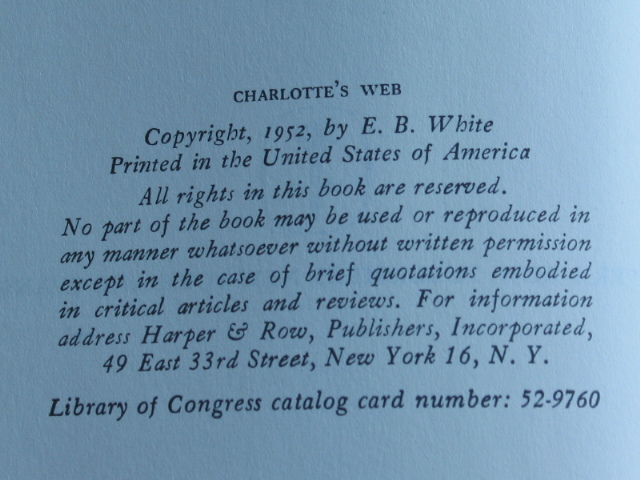 CHARLOTTE'S WEB
Copyright, 1952, by E. B. White
Printed in the United States of America
All rights in this book are reserved.
No part of the book may be used or reproduced in
any manner whatsoever without written permission
except in the case of brief quotations embodied
in critical articles and reviews. For information
address Harper & Row, Publishers, Incorporated,
49 East 33rd Street, New York 16, N. Y.
Library of Congress catalog card number: 52-9760